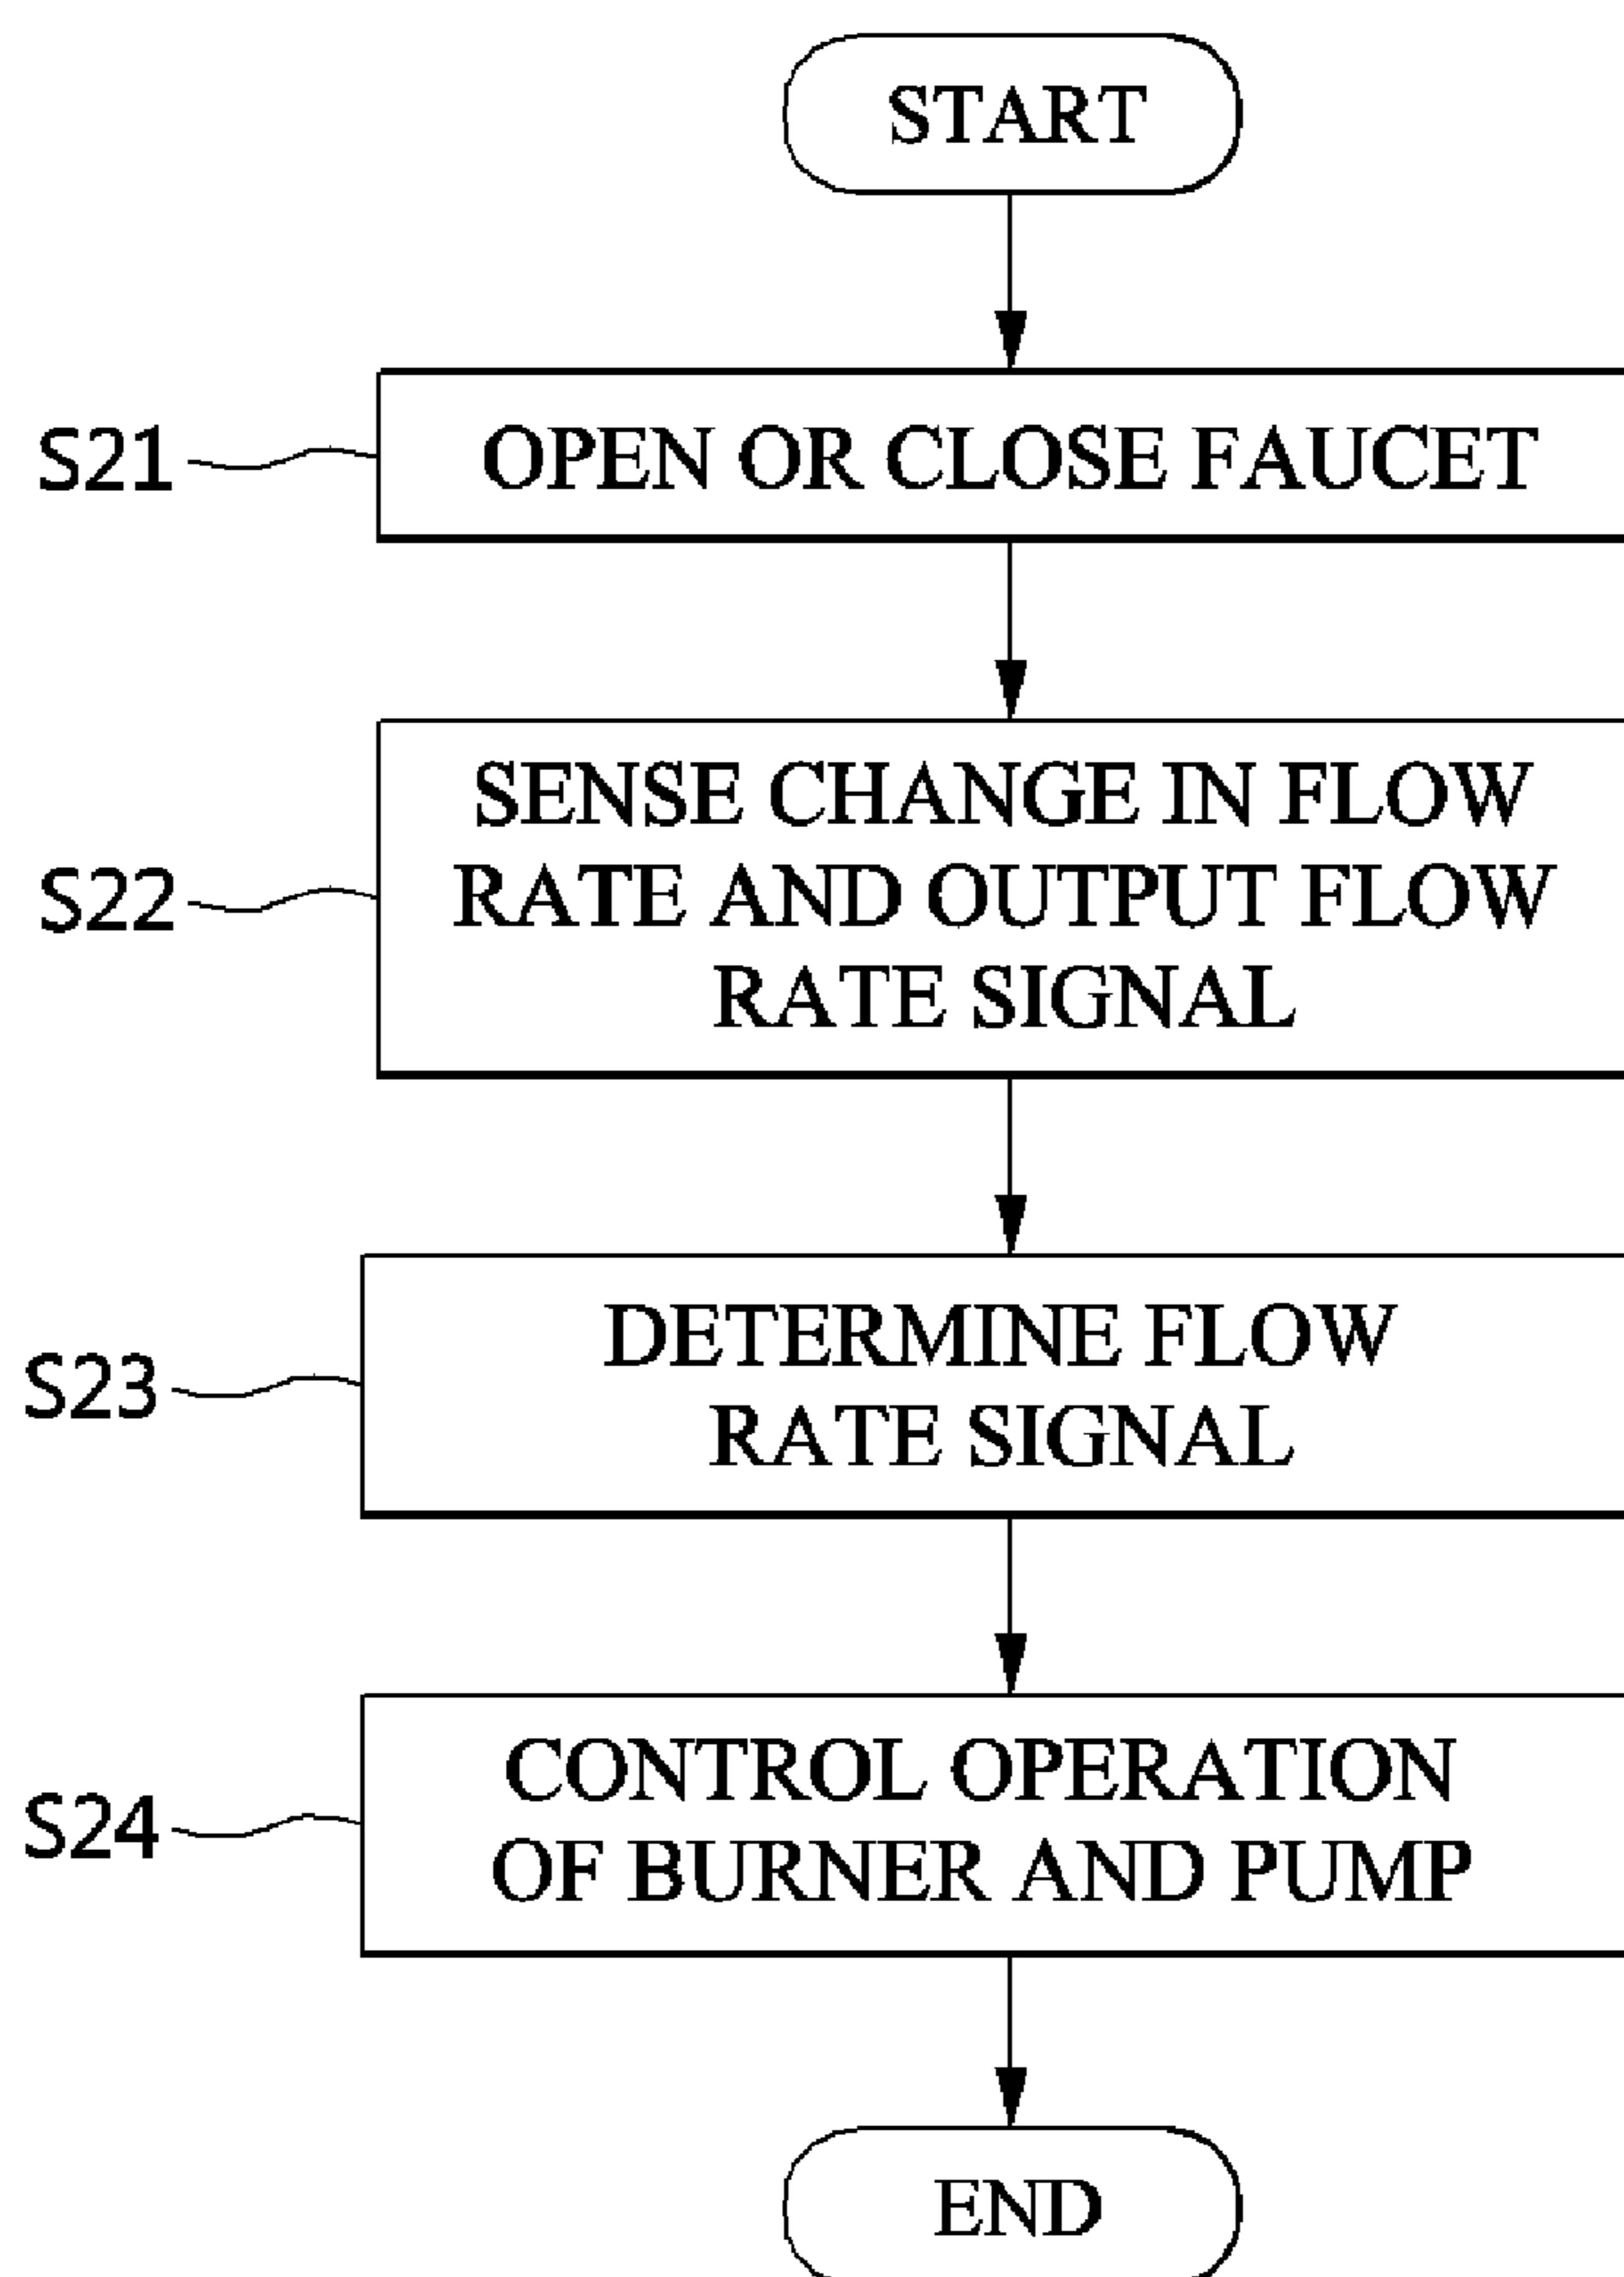 START
S21
OPEN OR CLOSE FAUCET
S22
SENSE CHANGE IN FLOW
RATE AND OUTPUT FLOW
RATE SIGNAL
S23
DETERMINE FLOW
RATE SIGNAL
S24
CONTROL OPERATION
OF BURNER AND PUMP
END